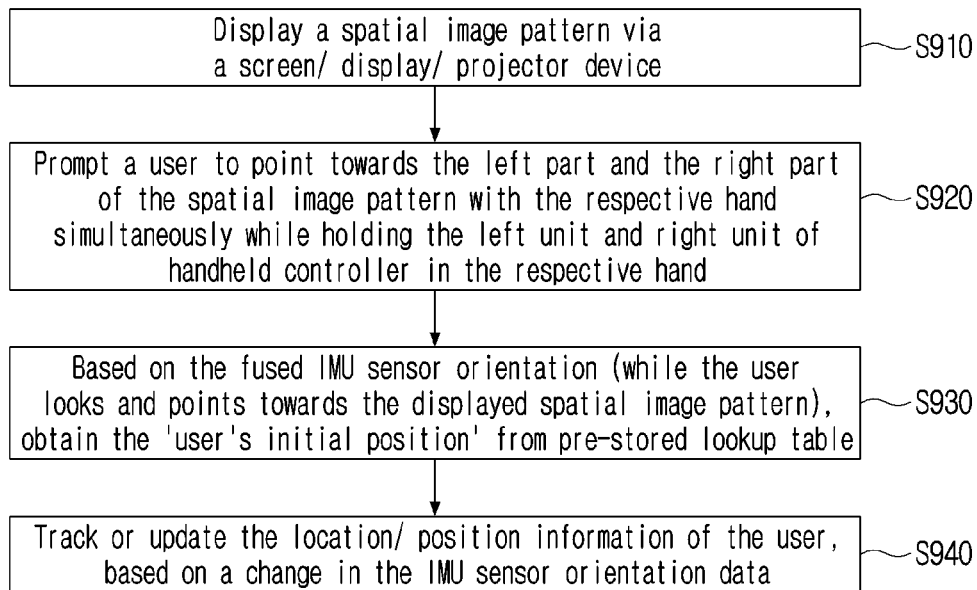 Display a spatial image pattern via
a screen/ display/ projector device
S910
Prompt a user to point towards the left part and the right part
of the spatial image pattern with the respective hand
simultaneously while holding the left unit and right unit of
handheld controller in the respective hand
S920
Based on the fused IMU sensor orientation (while the user
looks and points towards the displayed spatial image pattern),
obtain the 'user's initial position' from pre-stored lookup table
S930
Track or update the location/ position information of the user,
based on a change in the IMU sensor orientation data
S940